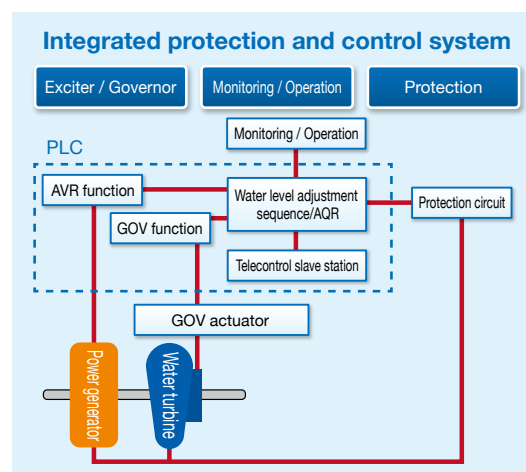 Integrated protection and control system
Exciter / Governor
Monitoring / Operation
Protection
Monitoring / Operation
PLC
AVR function
Water level adjustment
sequence/AQR
Protection circuit
GOV function
Telecontrol slave station
GOV actuator
Power generator
Water turbine